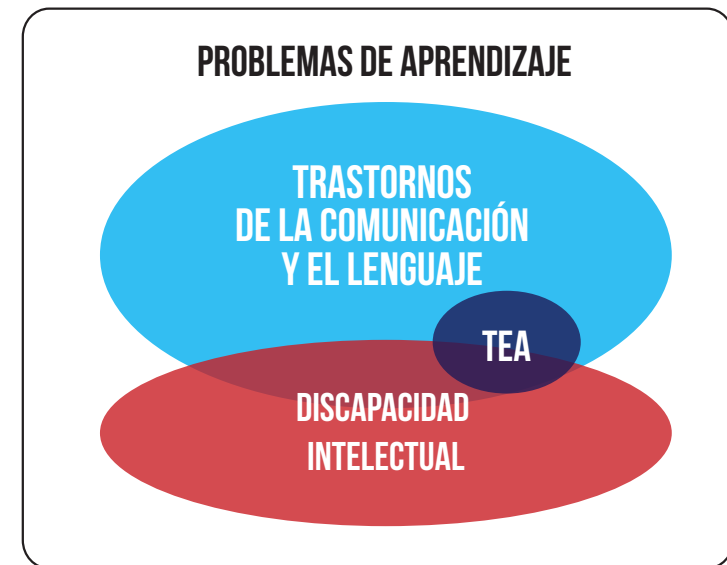 PROBLEMAS DE APRENDIZAJE
TRASTORNOS
DE LA COMUNICACIÓN
Y EL LENGUAJE
TEA
DISCAPACIDAD
INTELECTUAL